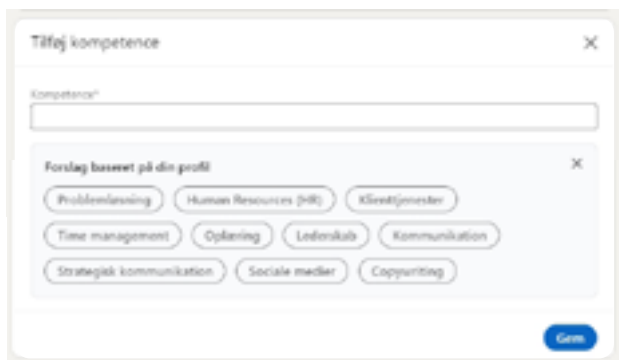 Tilføj kompetence
Kompetence*
Forslag baseret på din profil
Problemløsning Human Resources (HR) Klienttjenester
Time management Oplæring Lederskab Kommunikation
Strategisk kommunikation Sociale medier Copywriting
Gem